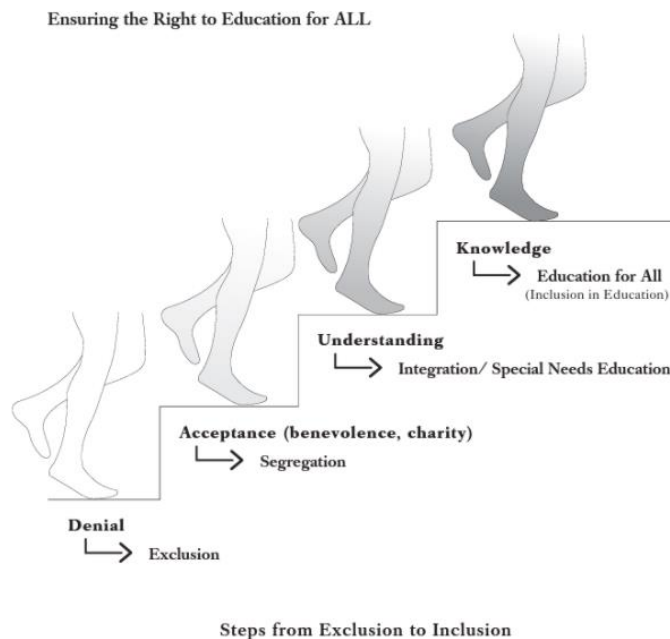 Ensuring the Right to Education for ALL
Knowledge
Education for All
(Inclusion in Education)
Understanding
Integration/ Special Needs Education
Acceptance (benevolence, charity)
Segregation
Denial
Exclusion
Steps from Exclusion to Inclusion